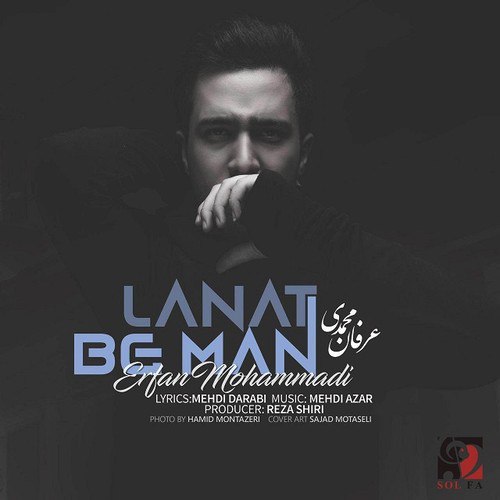 LANAT
BE MAN
عرفان محمدی
Erfan Mohammadi
LYRICS:MEHDI DARABI MUSIC: MEHDI AZAR
PRODUCER: REZA SHIRI
PHOTO BY HAMID MONTAZERI COVER ART SAJAD MOTASELI
SOL FA